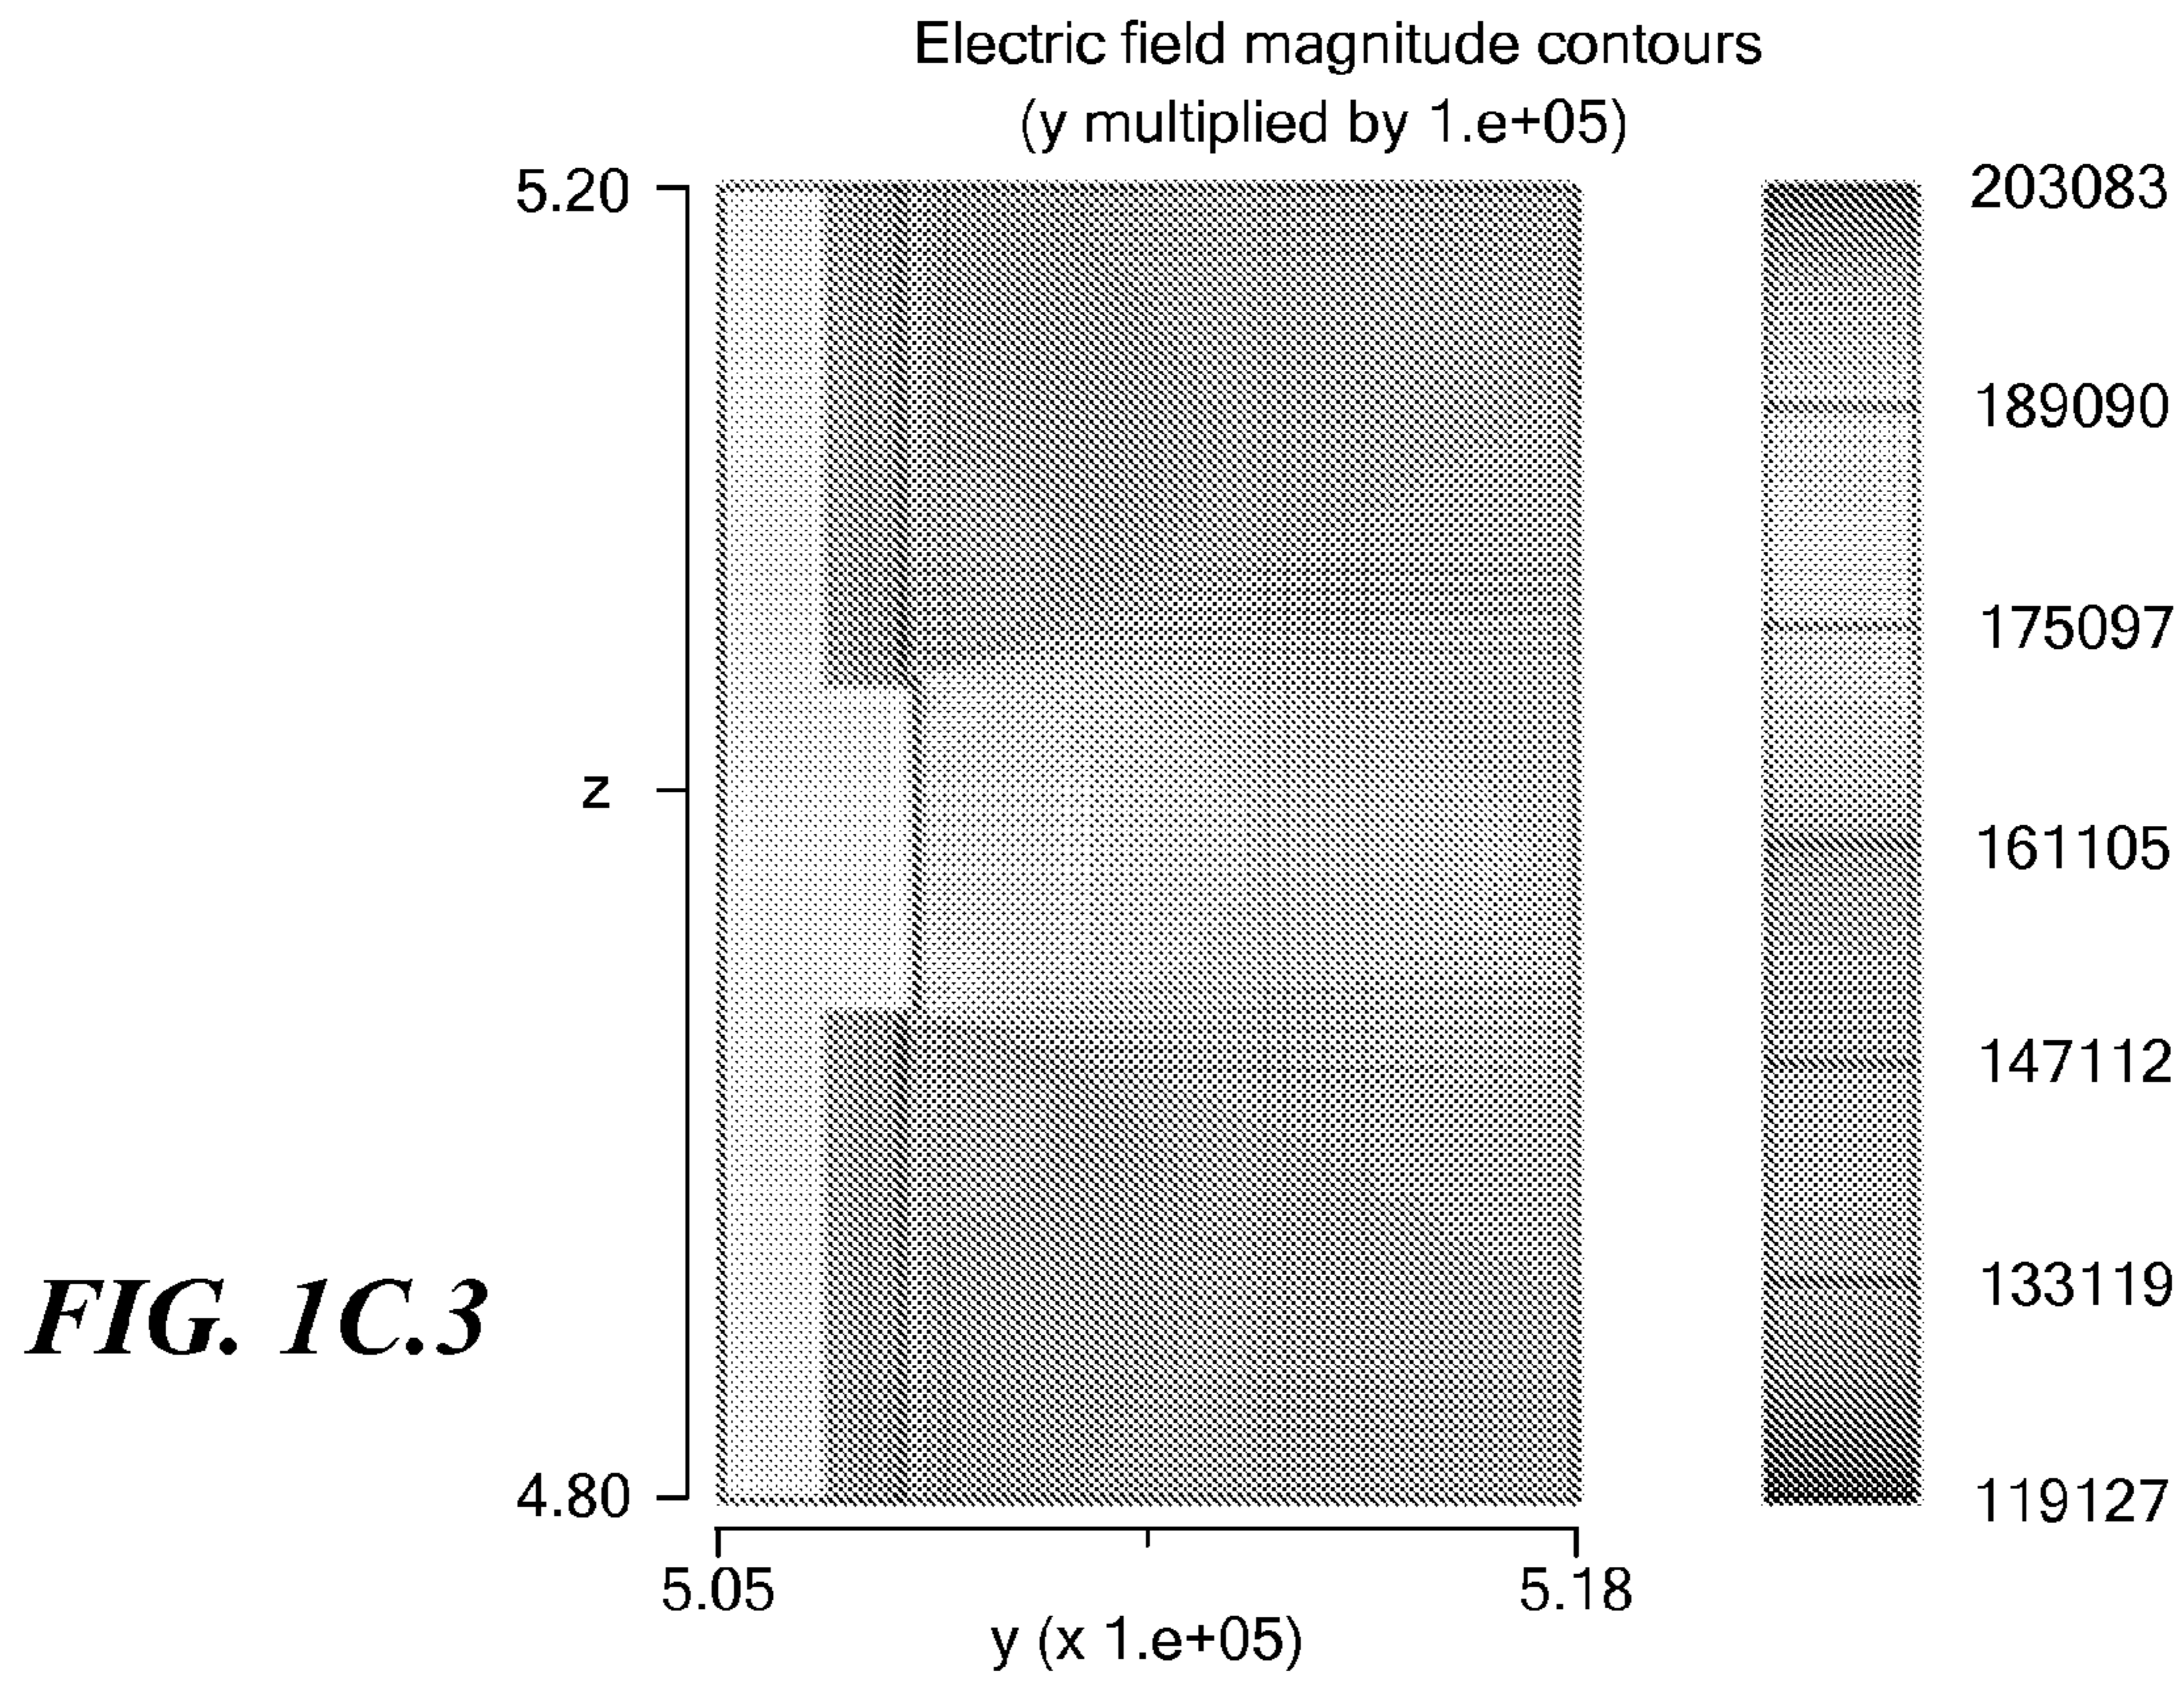 Electric field magnitude contours
(y multiplied by 1.e+05)
5.20
z
4.80
5.05
5.18
y (x 1.e+05)
203083
189090
175097
161105
147112
133119
119127
FIG. 1C.3